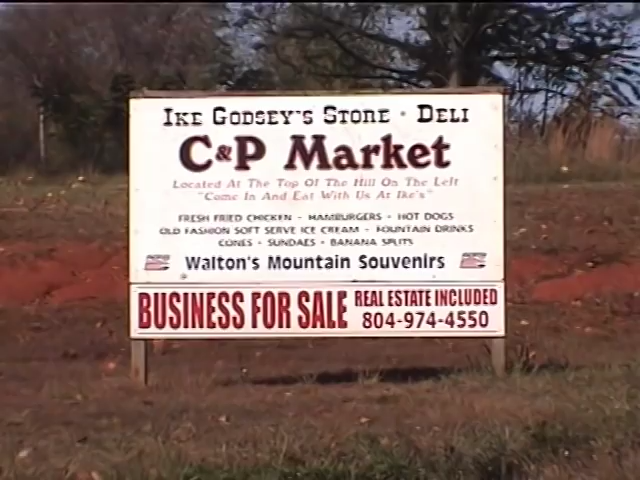 IKE GODSEY'S STORE · DELI
C&P Market
Located At The Top Of The Hill On The Left
"Come In And Eat With Us At Ike's"
FRESH FRIED CHICKEN · HAMBURGERS · HOT DOGS
OLD FASHION SOFT SERVE ICE CREAM · FOUNTAIN DRINKS
CONES · SUNDAES · BANANA SPLITS
Walton's Mountain Souvenirs
BUSINESS FOR SALE REAL ESTATE INCLUDED
804-974-4550